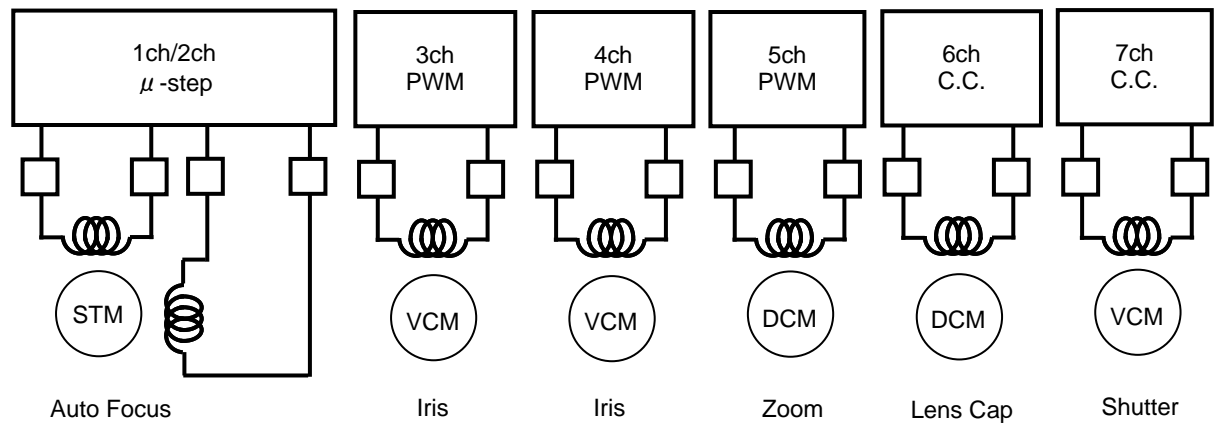 1ch/2ch
μ-step
3ch
PWM
4ch
PWM
5ch
PWM
6ch
C.C.
7ch
C.C.
STM
VCM
VCM
DCM
DCM
VCM
Auto Focus
Iris
Iris
Zoom
Lens Cap
Shutter